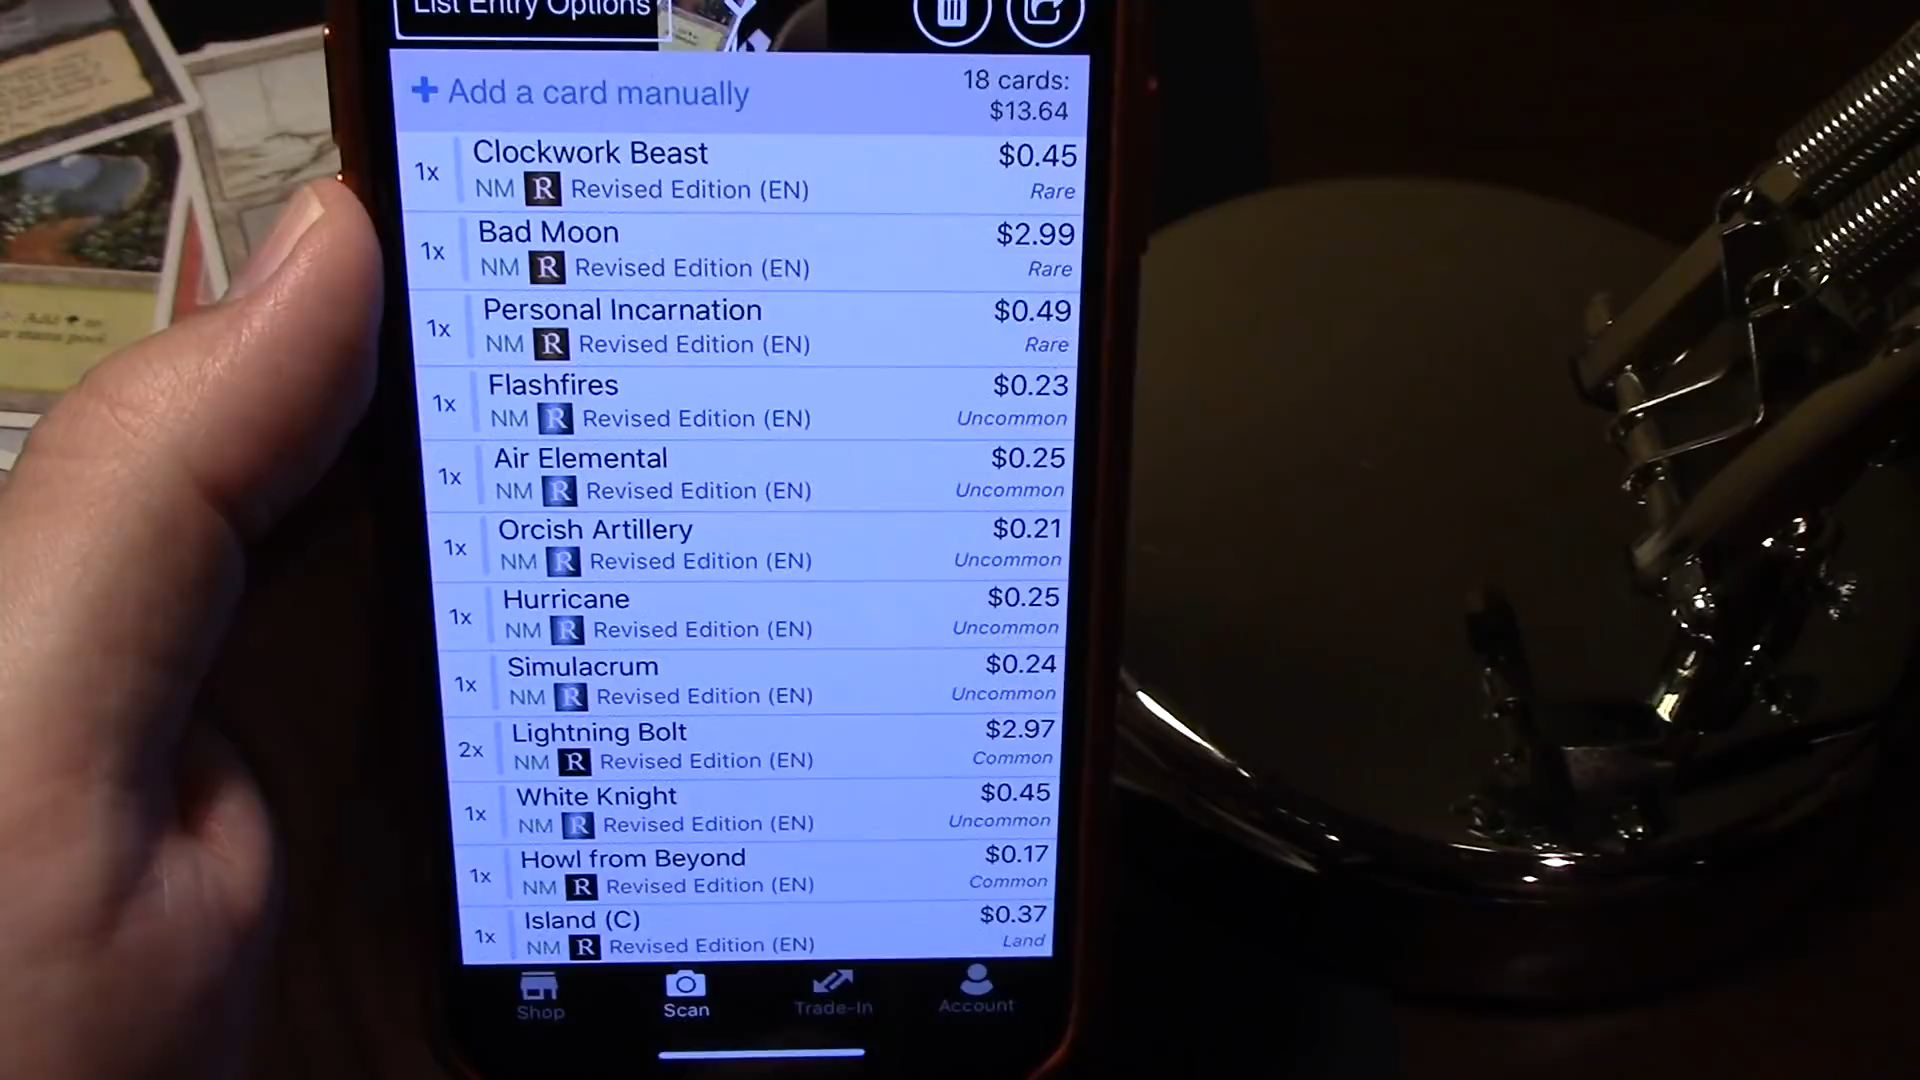 List Entry Options
+ Add a card manually
18 cards:
$13.64
1x Clockwork Beast $0.45
NM R Revised Edition (EN) Rare
1x Bad Moon $2.99
NM R Revised Edition (EN) Rare
1x Personal Incarnation $0.49
NM R Revised Edition (EN) Rare
1x Flashfires $0.23
NM R Revised Edition (EN) Uncommon
1x Air Elemental $0.25
NM R Revised Edition (EN) Uncommon
1x Orcish Artillery $0.21
NM R Revised Edition (EN) Uncommon
1x Hurricane $0.25
NM R Revised Edition (EN) Uncommon
1x Simulacrum $0.24
NM R Revised Edition (EN) Uncommon
2x Lightning Bolt $2.97
NM R Revised Edition (EN) Common
1x White Knight $0.45
NM R Revised Edition (EN) Uncommon
1x Howl from Beyond $0.17
NM R Revised Edition (EN) Common
1x Island (C) $0.37
NM R Revised Edition (EN) Land
Shop Scan Trade-In Account
Add
mana pool.